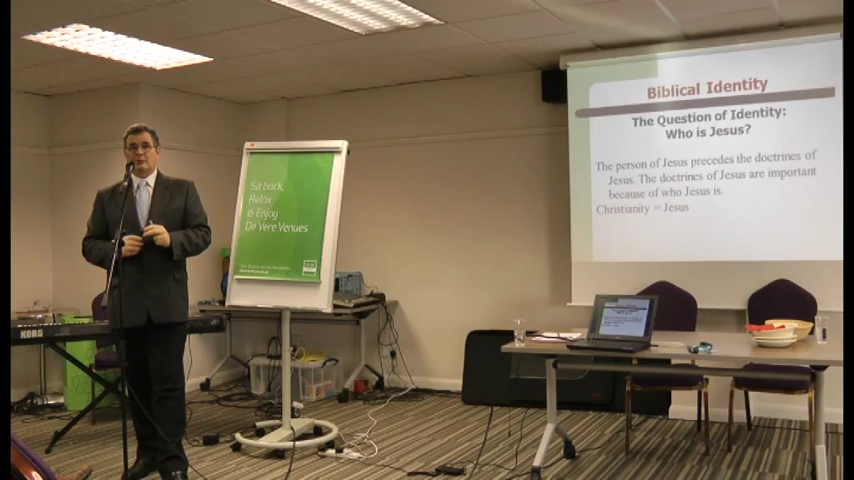 Biblical Identity
The Question of Identity:
Who is Jesus?
The person of Jesus precedes the doctrines of
Jesus. The doctrines of Jesus are important
because of who Jesus is.
Christianity = Jesus
Sit back,
Relax
& Enjoy
De Vere Venues
KORG